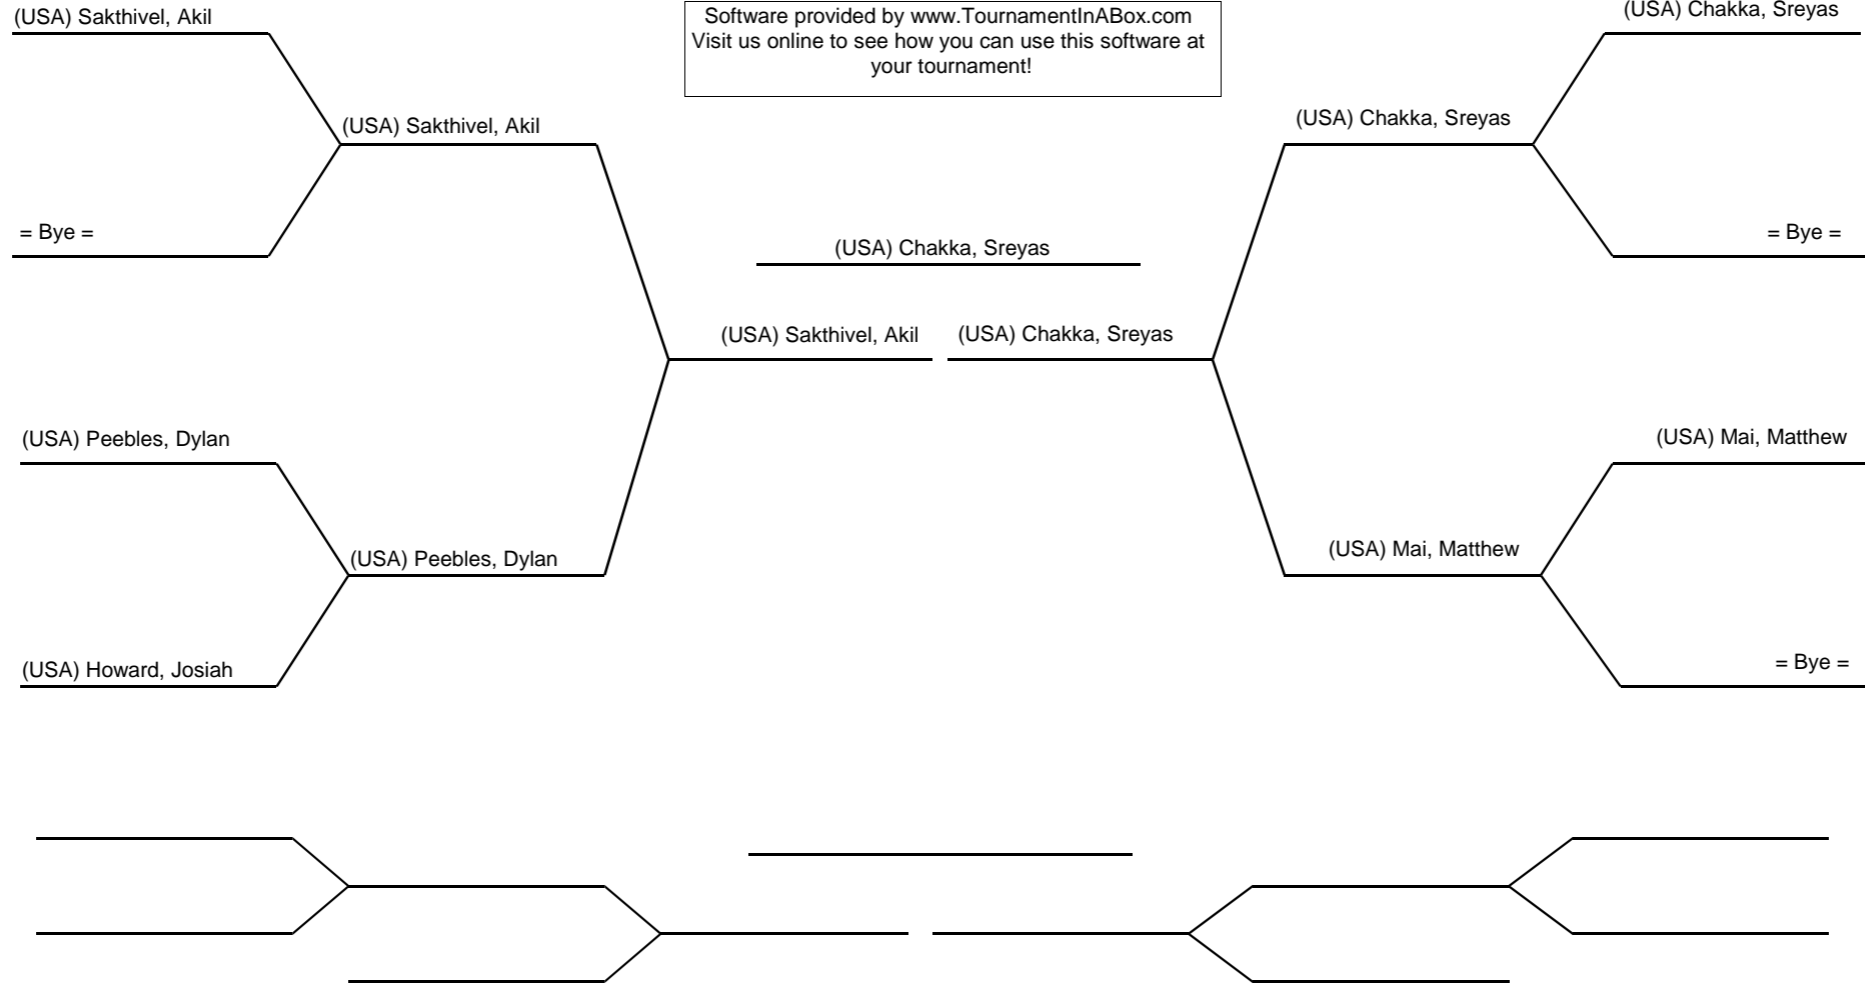 (USA) Sakthivel, Akil
Software provided by www.TournamentInABox.com
Visit us online to see how you can use this software at
your tournament!
(USA) Chakka, Sreyas
(USA) Sakthivel, Akil
(USA) Chakka, Sreyas
= Bye =
(USA) Chakka, Sreyas
= Bye =
(USA) Sakthivel, Akil
(USA) Chakka, Sreyas
(USA) Peebles, Dylan
(USA) Mai, Matthew
(USA) Peebles, Dylan
(USA) Mai, Matthew
(USA) Howard, Josiah
= Bye =